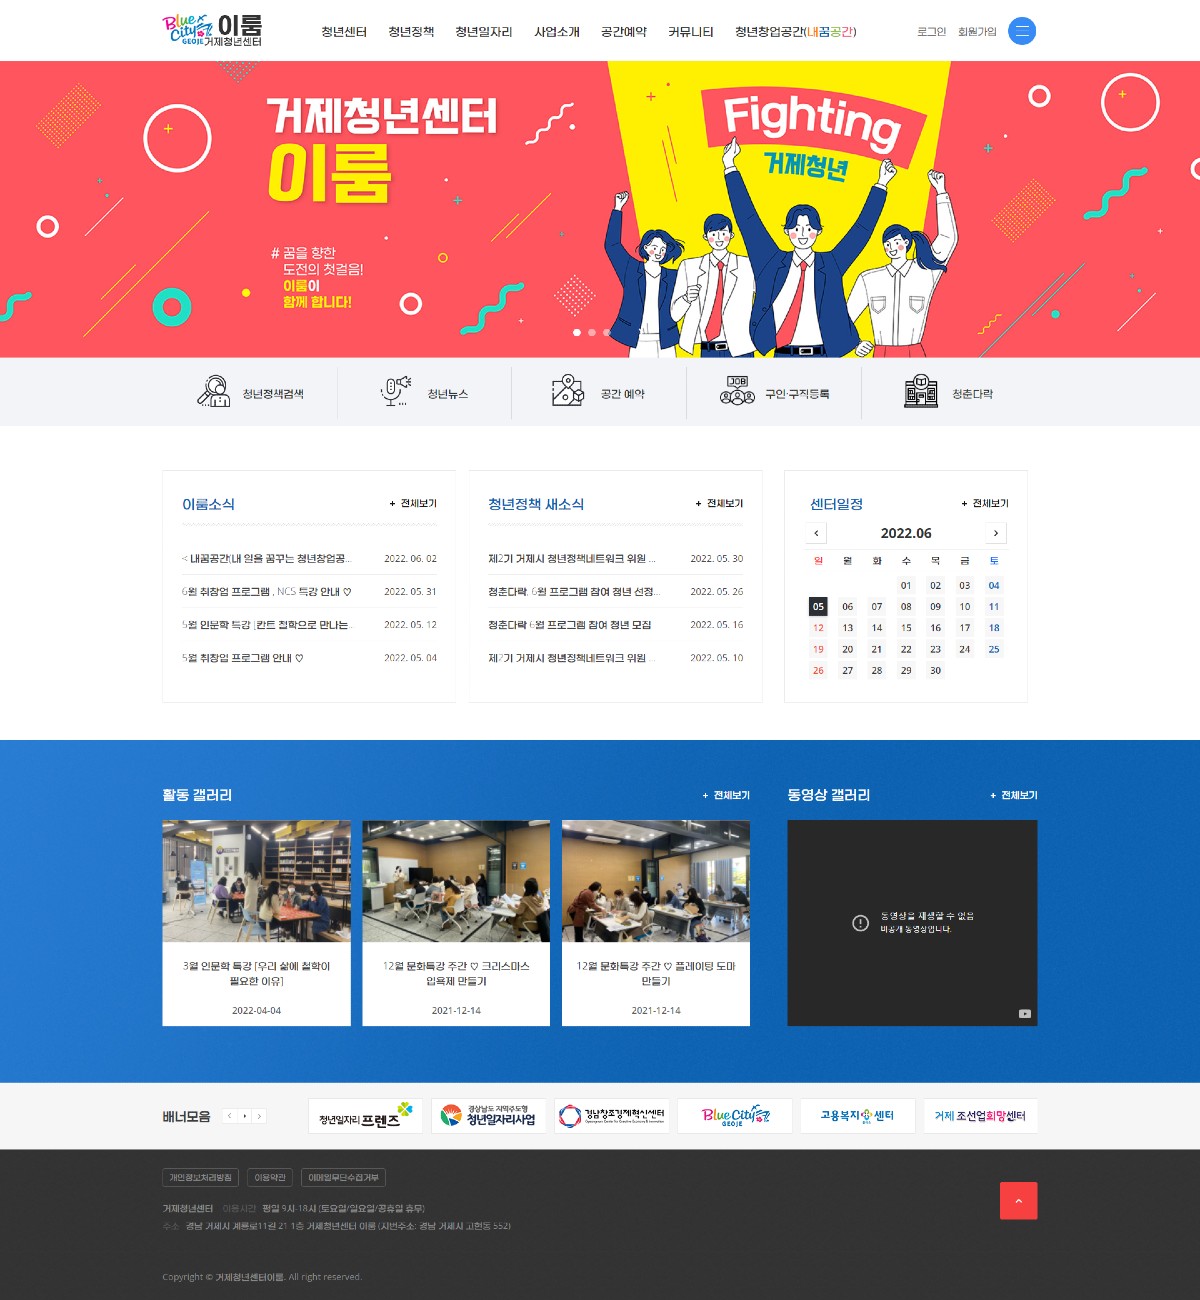 Blue City GEOJE 이룸
거제청년센터
청년센터 청년정책 청년일자리 사업소개 공간예약 커뮤니티 청년창업공간(내꿈공간) 로그인 회원가입
거제청년센터
이룸
# 꿈을 향한
도전의 첫걸음!
이룸이
함께 합니다!
Fighting
거제청년
청년정책검색 청년뉴스 공간 예약 JOB 구인·구직등록 청춘다락
이룸소식 + 전체보기
< 내꿈공간(내 일을 꿈꾸는 청년창업공... 2022. 06. 02
6월 취창업 프로그램 , NCS 특강 안내 ♡ 2022. 05. 31
5월 인문학 특강 [칸트 철학으로 만나는... 2022. 05. 12
5월 취창업 프로그램 안내 ♡ 2022. 05. 04
청년정책 새소식 + 전체보기
제2기 거제시 청년정책네트워크 위원 ... 2022. 05. 30
청춘다락, 6월 프로그램 참여 청년 선정... 2022. 05. 26
청춘다락 6월 프로그램 참여 청년 모집 2022. 05. 16
제2기 거제시 청년정책네트워크 위원 ... 2022. 05. 10
센터일정 + 전체보기
< 2022.06 >
일 월 화 수 목 금 토
01 02 03 04
05 06 07 08 09 10 11
12 13 14 15 16 17 18
19 20 21 22 23 24 25
26 27 28 29 30
활동 갤러리 + 전체보기
3월 인문학 특강 [우리 삶에 철학이
필요한 이유]
2022-04-04
12월 문화특강 주간 ♡ 크리스마스
입욕제 만들기
2021-12-14
12월 문화특강 주간 ♡ 플레이팅 도마
만들기
2021-12-14
동영상 갤러리 + 전체보기
동영상을 재생할 수 없음
비공개 동영상입니다.
배너모음
청년일자리 프렌즈
경상남도 지역주도형
청년일자리사업
경남창조경제혁신센터
Blue City
GEOJE
고용복지+센터
거제 조선업희망센터
개인정보처리방침 이용약관 이메일무단수집거부
거제청년센터 이용시간 평일 9시-18시 (토요일/일요일/공휴일 휴무)
주소 경남 거제시 계룡로11길 21 1층 거제청년센터 이룸 (지번주소: 경남 거제시 고현동 552)
Copyright © 거제청년센터이룸. All right reserved.